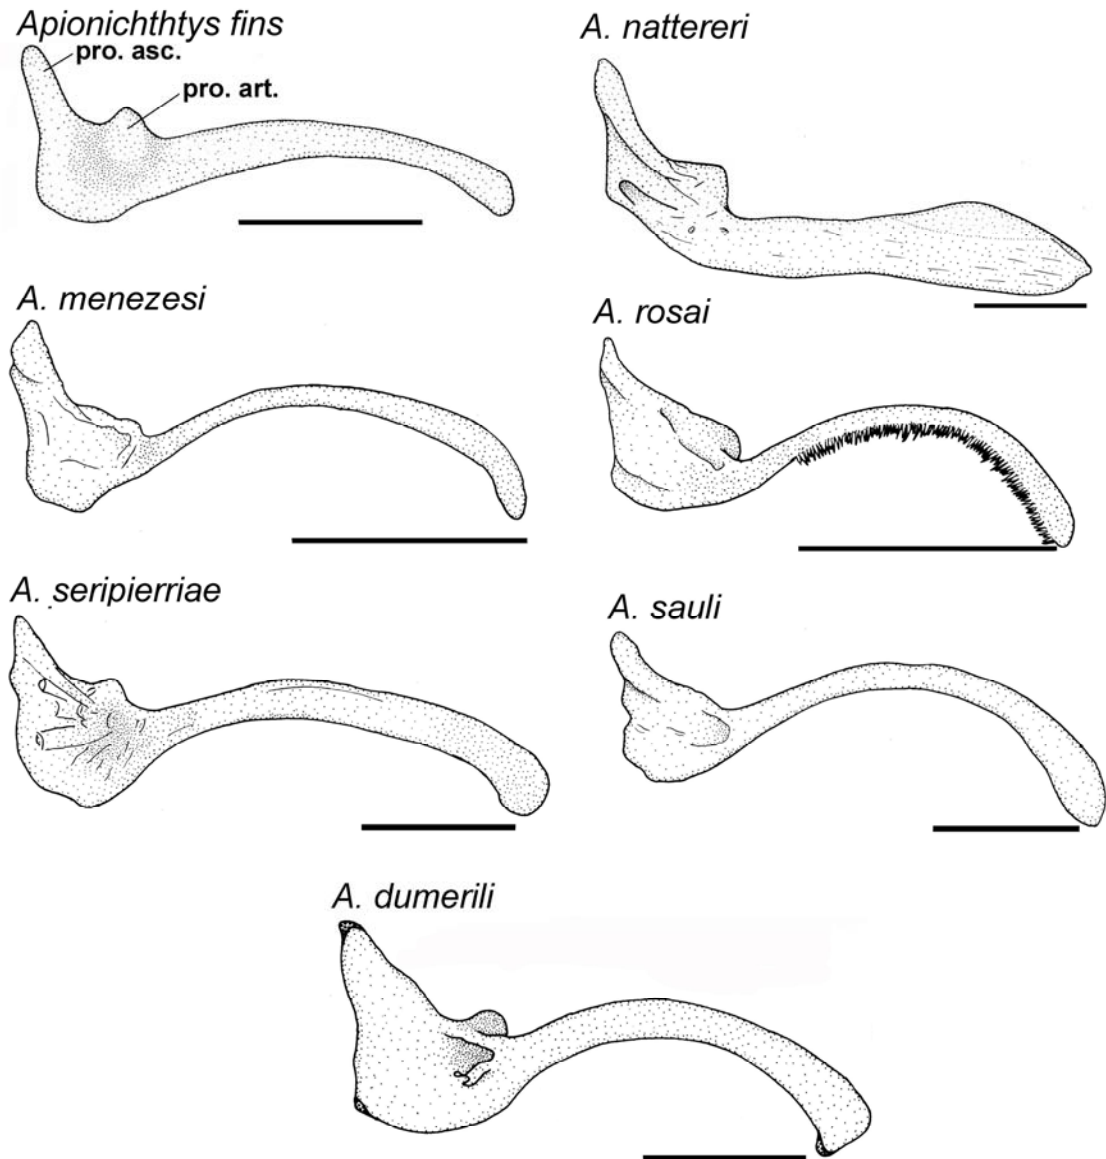 Apionichthtys fins
pro. asc.
pro. art.
A. nattereri
A. menezesi
A. rosai
A. seripierriae
A. sauli
A. dumerili